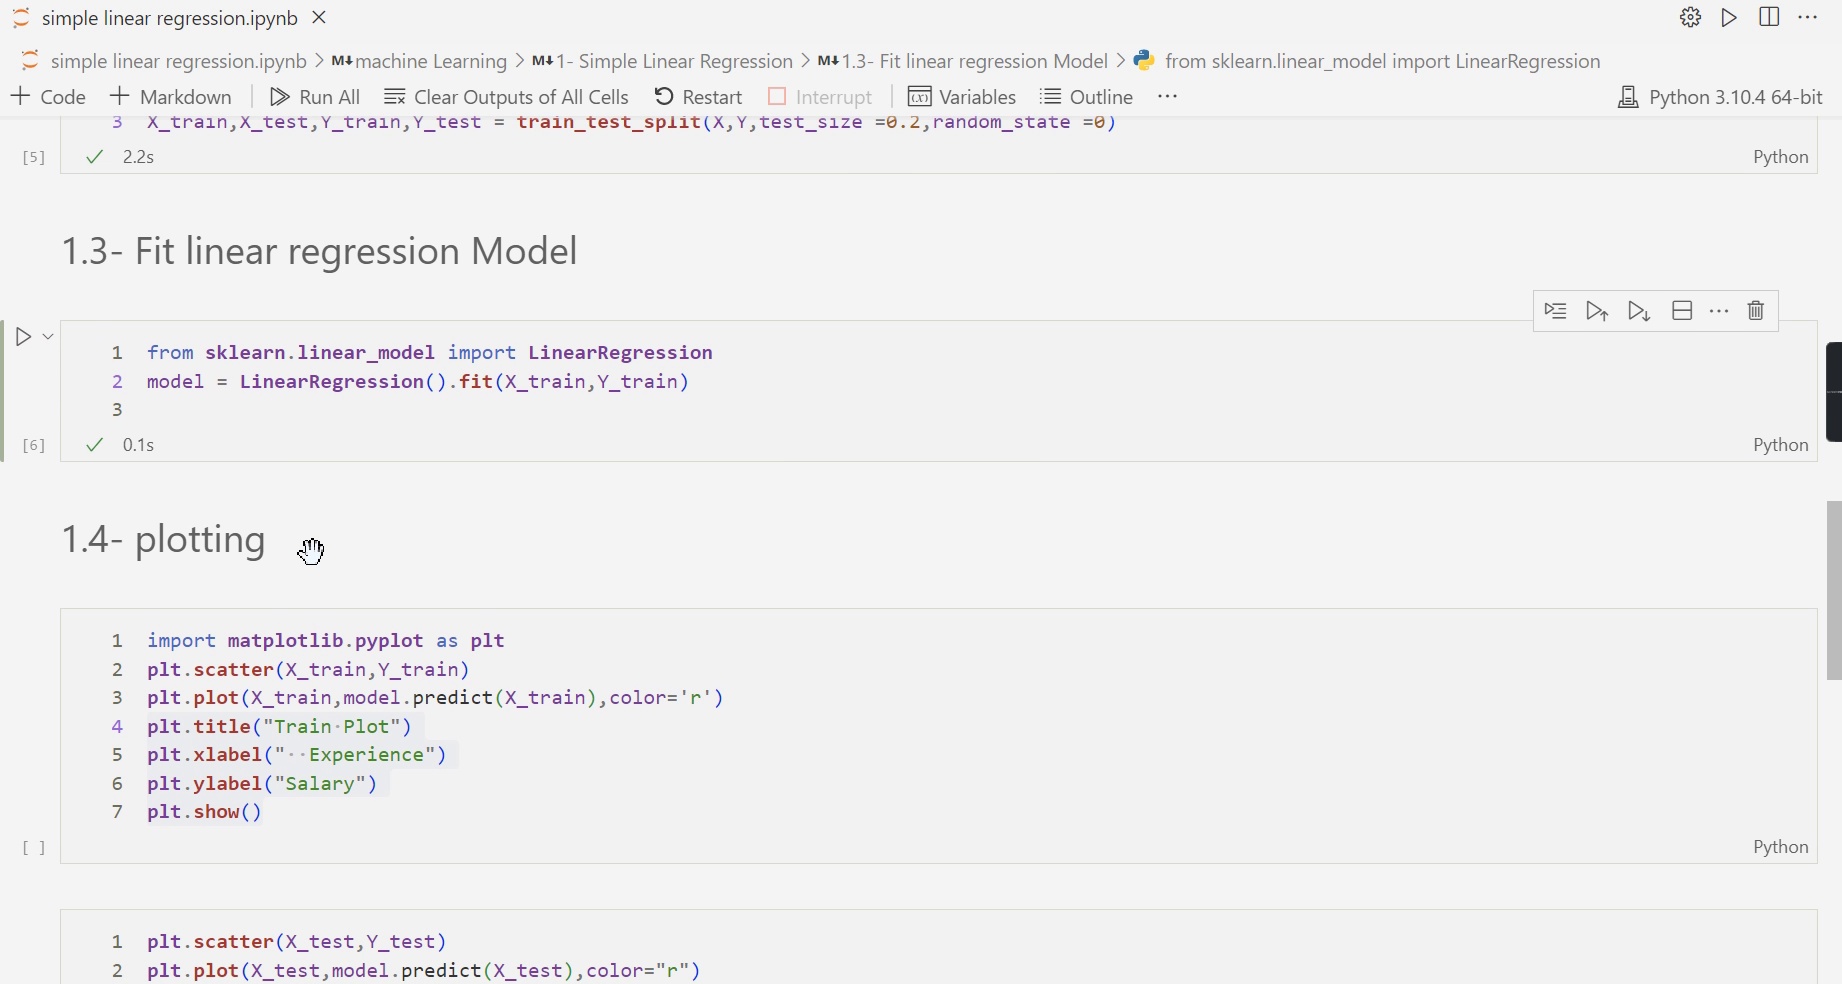 simple linear regression.ipynb
simple linear regression.ipynb > M↓ machine Learning > M↓ 1- Simple Linear Regression > M↓ 1.3- Fit linear regression Model > from sklearn.linear_model import LinearRegression
+ Code + Markdown Run All Clear Outputs of All Cells Restart Interrupt Variables Outline ... Python 3.10.4 64-bit
3 X_train,X_test,Y_train,Y_test = train_test_split(X,Y,test_size =0.2,random_state =0)
[5] ✓ 2.2s Python
1.3- Fit linear regression Model
1 from sklearn.linear_model import LinearRegression
2 model = LinearRegression().fit(X_train,Y_train)
3
[6] ✓ 0.1s Python
1.4- plotting
1 import matplotlib.pyplot as plt
2 plt.scatter(X_train,Y_train)
3 plt.plot(X_train,model.predict(X_train),color='r')
4 plt.title("Train·Plot")
5 plt.xlabel("··Experience")
6 plt.ylabel("Salary")
7 plt.show()
[ ] Python
1 plt.scatter(X_test,Y_test)
2 plt.plot(X_test,model.predict(X_test),color="r")